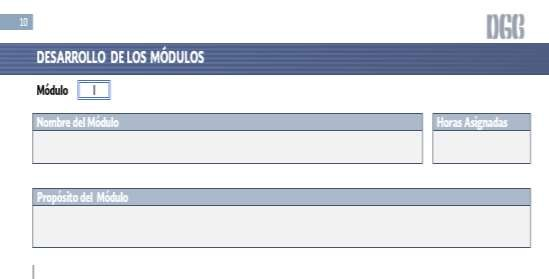 10
DGB
DESARROLLO DE LOS MÓDULOS
Módulo I
Nombre del Módulo
Horas Asignadas
Propósito del Módulo